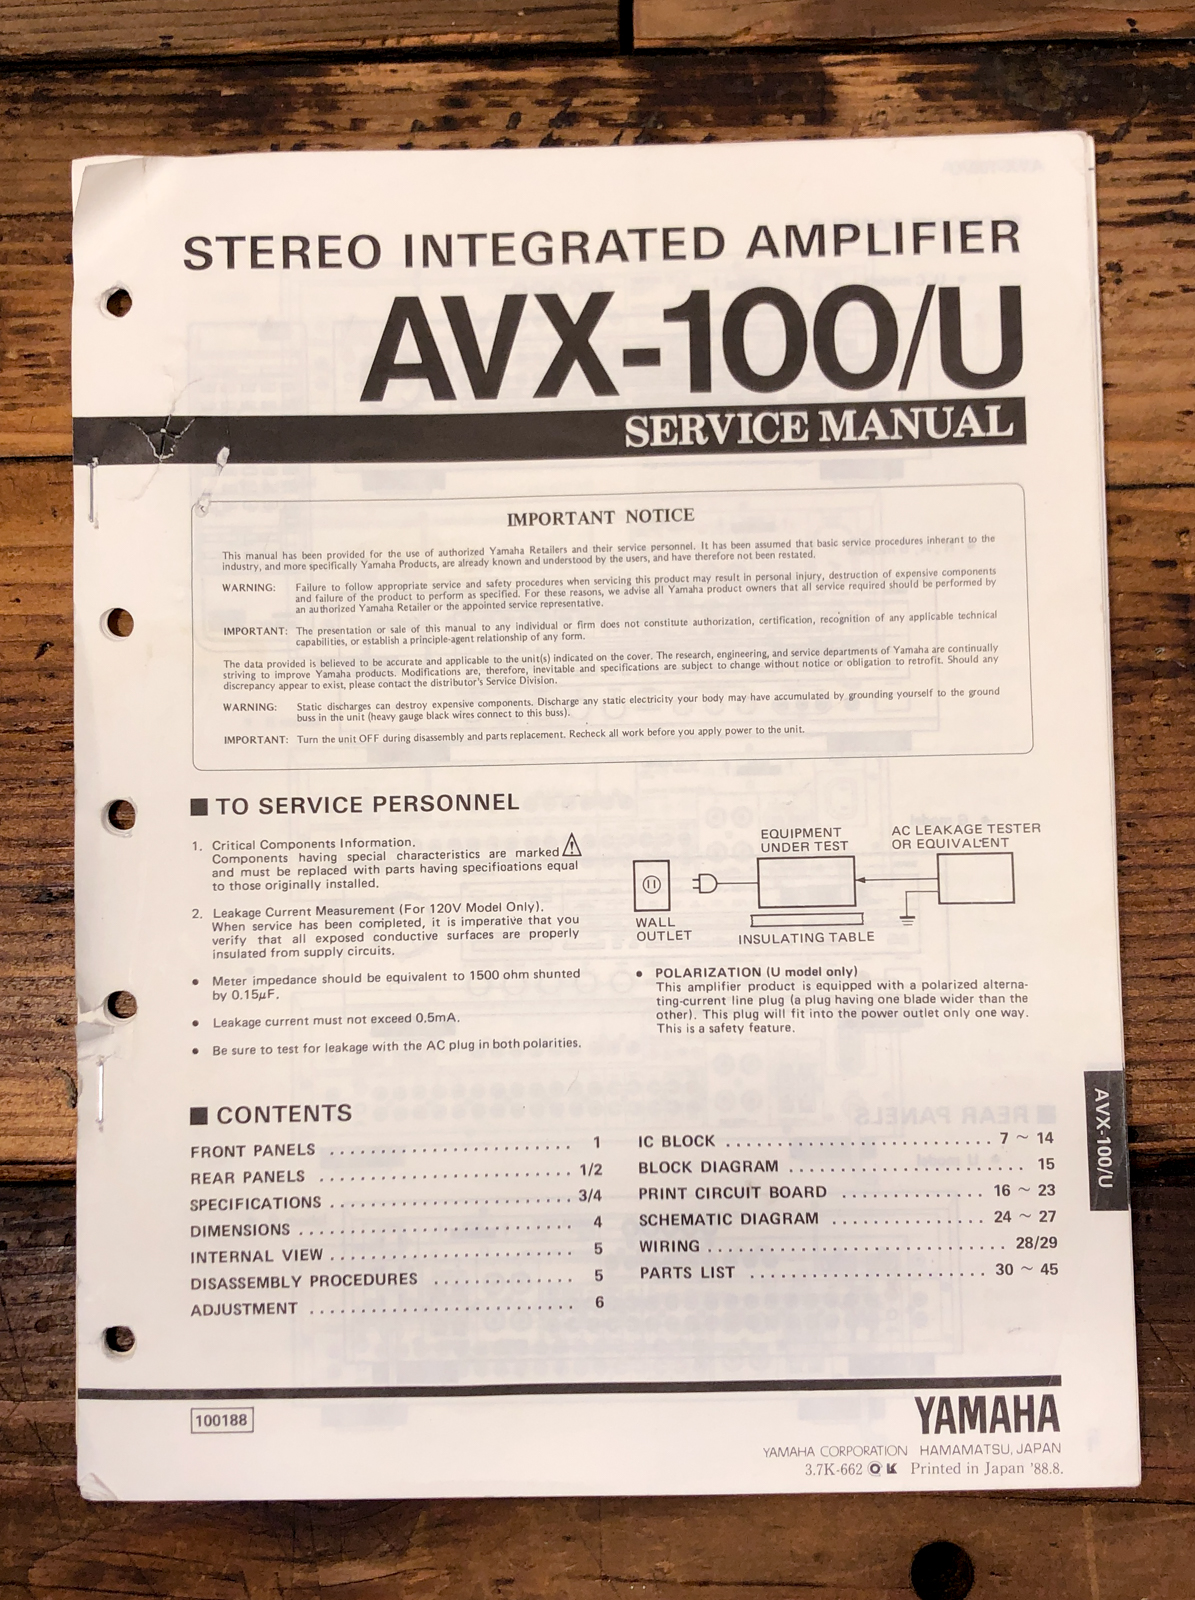 STEREO INTEGRATED AMPLIFIER
AVX-100/U
SERVICE MANUAL
IMPORTANT NOTICE
This manual has been provided for the use of authorized Yamaha Retailers and their service personnel. It has been assumed that basic service procedures inherant to the
industry, and more specifically Yamaha Products, are already known and understood by the users, and have therefore not been restated.
WARNING: Failure to follow appropriate service and safety procedures when servicing this product may result in personal injury, destruction of expensive components
and failure of the product to perform as specified. For these reasons, we advise all Yamaha product owners that all service required should be performed by
an authorized Yamaha Retailer or the appointed service representative.
IMPORTANT: The presentation or sale of this manual to any individual or firm does not constitute authorization, certification, recognition of any applicable technical
capabilities, or establish a principle-agent relationship of any form.
The data provided is believed to be accurate and applicable to the unit(s) indicated on the cover. The research, engineering, and service departments of Yamaha are continually
striving to improve Yamaha products. Modifications are, therefore, inevitable and specifications are subject to change without notice or obligation to retrofit. Should any
discrepancy appear to exist, please contact the distributor's Service Division.
WARNING: Static discharges can destroy expensive components. Discharge any static electricity your body may have accumulated by grounding yourself to the ground
buss in the unit (heavy gauge black wires connect to this buss).
IMPORTANT: Turn the unit OFF during disassembly and parts replacement. Recheck all work before you apply power to the unit.
■ TO SERVICE PERSONNEL
1. Critical Components Information.
Components having special characteristics are marked ⚠
and must be replaced with parts having specifications equal
to those originally installed.
2. Leakage Current Measurement (For 120V Model Only).
When service has been completed, it is imperative that you
verify that all exposed conductive surfaces are properly
insulated from supply circuits.
● Meter impedance should be equivalent to 1500 ohm shunted
by 0.15μF.
● Leakage current must not exceed 0.5mA.
● Be sure to test for leakage with the AC plug in both polarities.
EQUIPMENT
UNDER TEST
AC LEAKAGE TESTER
OR EQUIVALENT
WALL
OUTLET
INSULATING TABLE
● POLARIZATION (U model only)
This amplifier product is equipped with a polarized alterna-
ting-current line plug (a plug having one blade wider than the
other). This plug will fit into the power outlet only one way.
This is a safety feature.
■ CONTENTS
FRONT PANELS ........................ 1
REAR PANELS ........................ 1/2
SPECIFICATIONS ........................ 3/4
DIMENSIONS ........................ 4
INTERNAL VIEW ........................ 5
DISASSEMBLY PROCEDURES .............. 5
ADJUSTMENT .......................... 6
IC BLOCK .......................... 7 ~ 14
BLOCK DIAGRAM ........................ 15
PRINT CIRCUIT BOARD .............. 16 ~ 23
SCHEMATIC DIAGRAM ............... 24 ~ 27
WIRING ............................. 28/29
PARTS LIST ....................... 30 ~ 45
AVX-100/U
100188
YAMAHA
YAMAHA CORPORATION HAMAMATSU, JAPAN
3.7K-662 Printed in Japan '88.8.